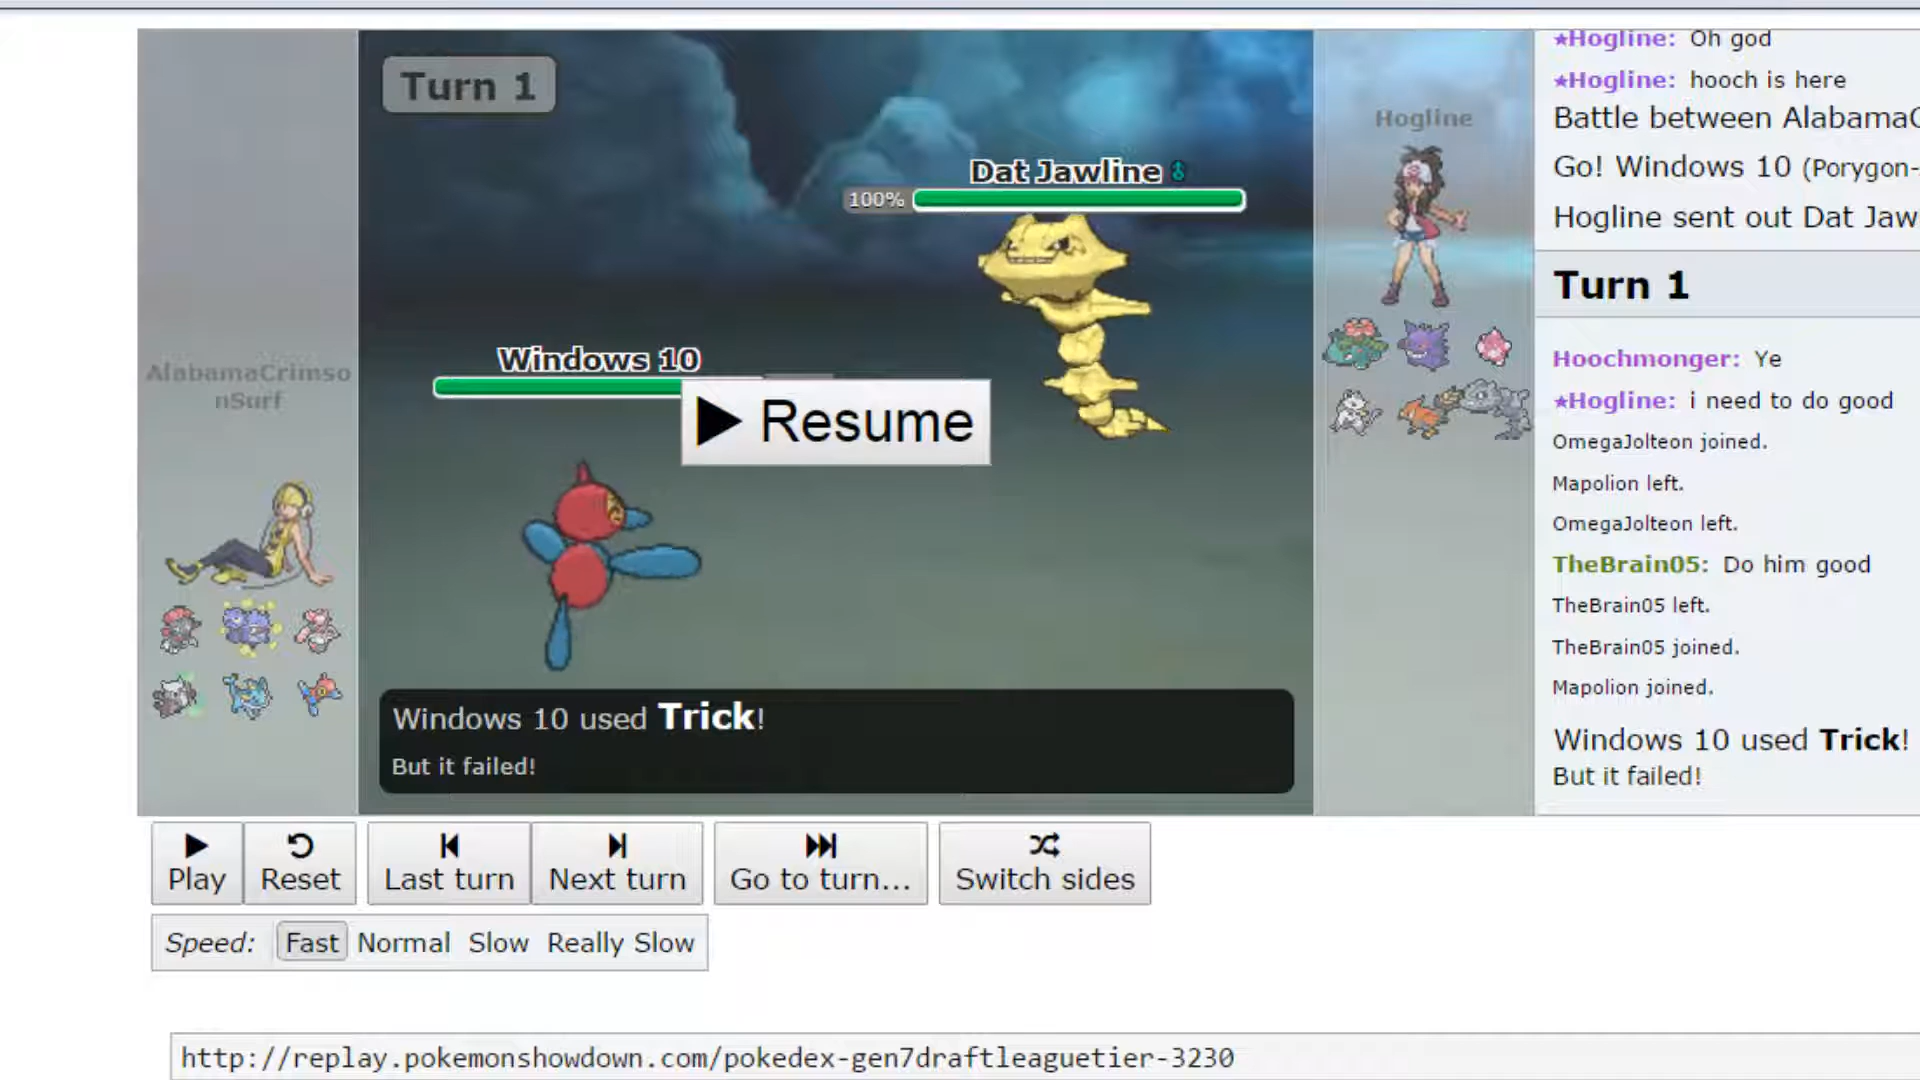 Turn 1
Dat Jawline
100%
Windows 10
Resume
Windows 10 used Trick!
But it failed!
AlabamaCrimso
nSurf
Hogline
★Hogline: Oh god
★Hogline: hooch is here
Battle between AlabamaC
Go! Windows 10 (Porygon-
Hogline sent out Dat Jaw
Turn 1
Hoochmonger: Ye
★Hogline: i need to do good
OmegaJolteon joined.
Mapolion left.
OmegaJolteon left.
TheBrain05: Do him good
TheBrain05 left.
TheBrain05 joined.
Mapolion joined.
Windows 10 used Trick!
But it failed!
Play
Reset
Last turn
Next turn
Go to turn...
Switch sides
Speed: Fast Normal Slow Really Slow
http://replay.pokemonshowdown.com/pokedex-gen7draftleaguetier-3230